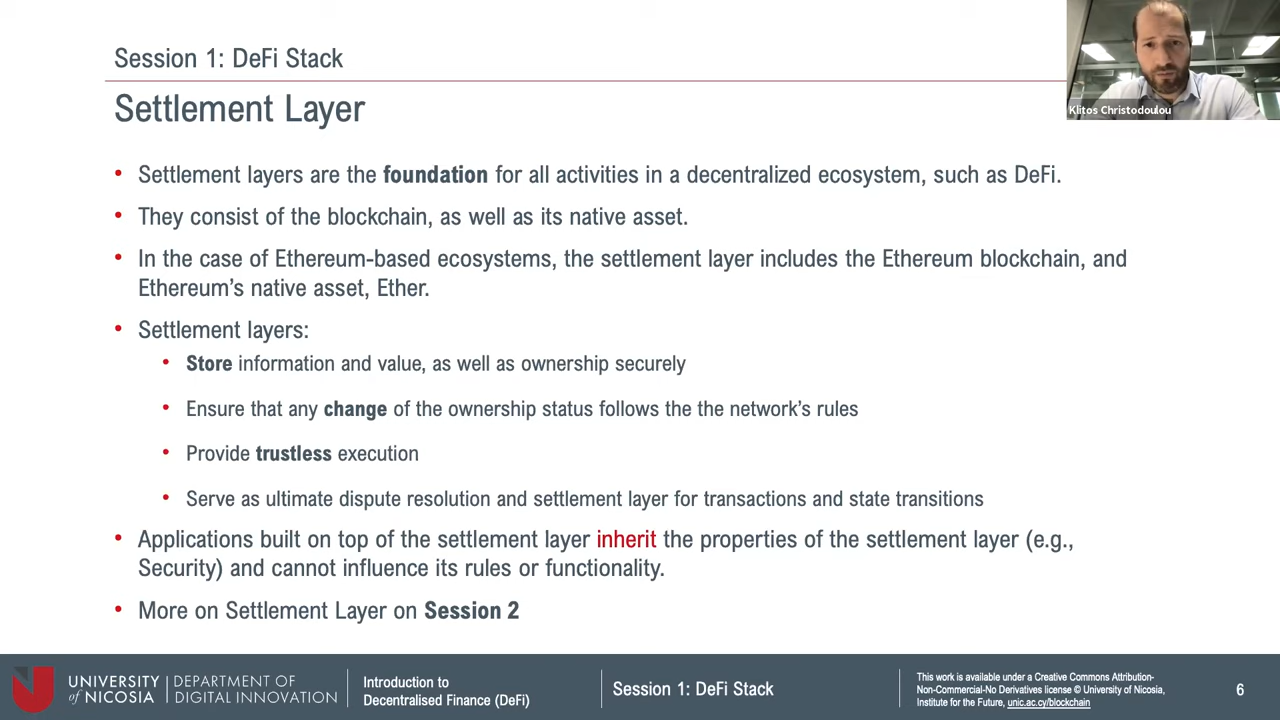 Session 1: DeFi Stack
Settlement Layer
Klitos Christodoulou
• Settlement layers are the foundation for all activities in a decentralized ecosystem, such as DeFi.
• They consist of the blockchain, as well as its native asset.
• In the case of Ethereum-based ecosystems, the settlement layer includes the Ethereum blockchain, and
Ethereum's native asset, Ether.
• Settlement layers:
• Store information and value, as well as ownership securely
• Ensure that any change of the ownership status follows the the network's rules
• Provide trustless execution
• Serve as ultimate dispute resolution and settlement layer for transactions and state transitions
• Applications built on top of the settlement layer inherit the properties of the settlement layer (e.g.,
Security) and cannot influence its rules or functionality.
• More on Settlement Layer on Session 2
UNIVERSITY
of NICOSIA
DEPARTMENT OF
DIGITAL INNOVATION
Introduction to
Decentralised Finance (DeFi)
Session 1: DeFi Stack
This work is available under a Creative Commons Attribution-
Non-Commercial-No Derivatives license © University of Nicosia,
Institute for the Future, unic.ac.cy/blockchain
6